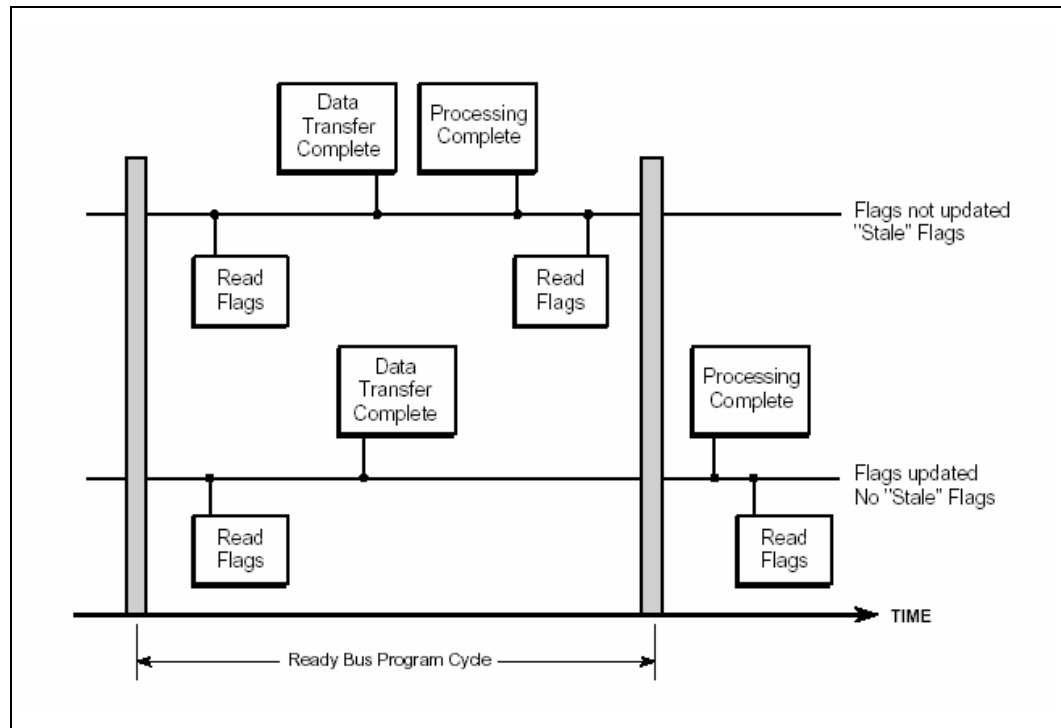 Data
Transfer
Complete
Processing
Complete
Flags not updated
"Stale" Flags
Read
Flags
Read
Flags
Data
Transfer
Complete
Processing
Complete
Flags updated
No "Stale" Flags
Read
Flags
Read
Flags
TIME
Ready Bus Program Cycle